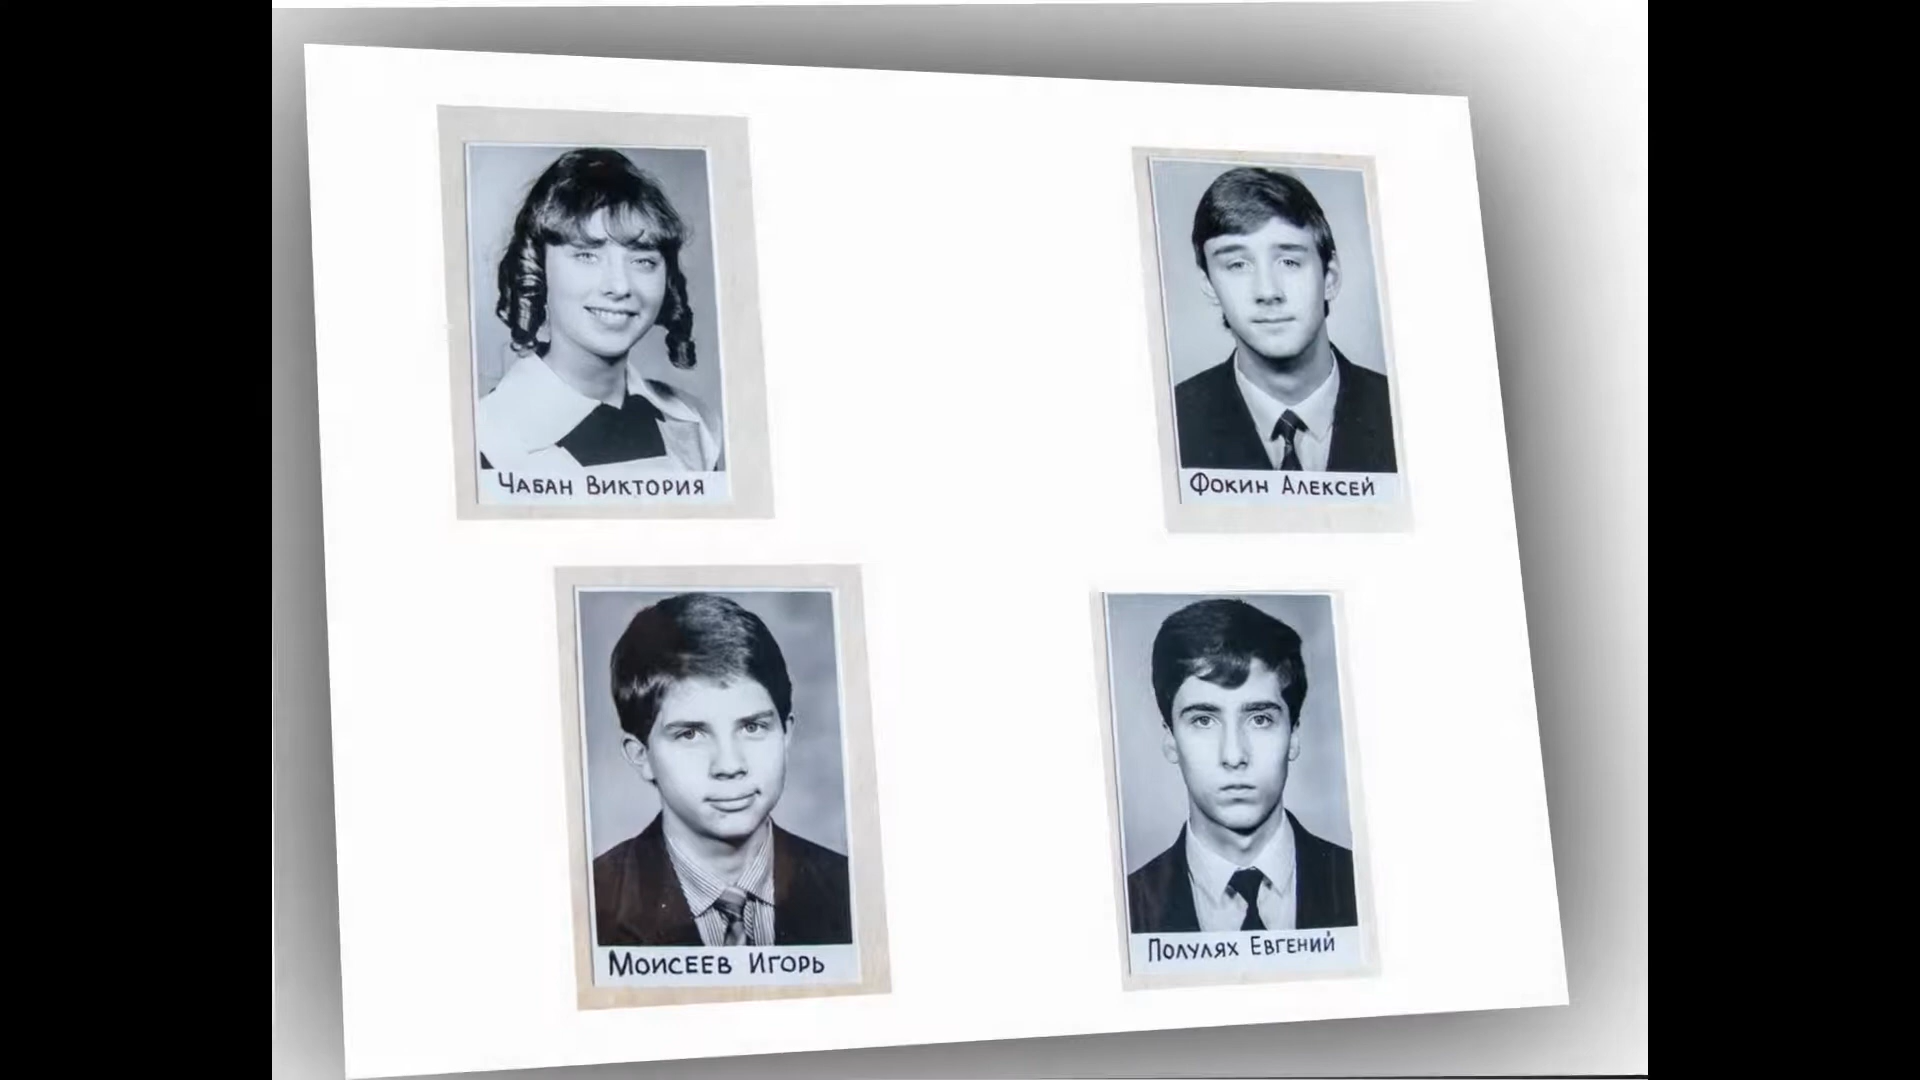 Чабан Виктория
Фокин Алексей
Моисеев Игорь
Полулях Евгений